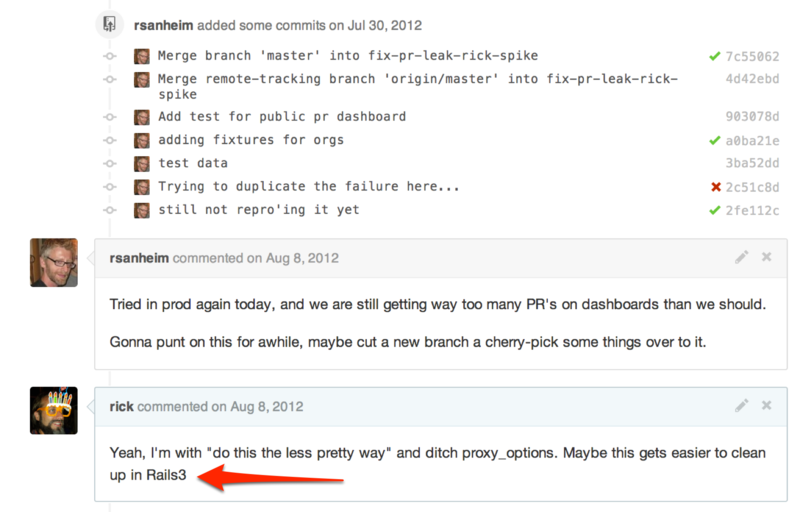 rsanheim added some commits on Jul 30, 2012
Merge branch 'master' into fix-pr-leak-rick-spike 7c55062
Merge remote-tracking branch 'origin/master' into fix-pr-leak-rick- 4d42ebd
spike
Add test for public pr dashboard 903078d
adding fixtures for orgs a0ba21e
test data 3ba52dd
Trying to duplicate the failure here... 2c51c8d
still not repro'ing it yet 2fe112c
rsanheim commented on Aug 8, 2012
Tried in prod again today, and we are still getting way too many PR's on dashboards than we should.
Gonna punt on this for awhile, maybe cut a new branch a cherry-pick some things over to it.
rick commented on Aug 8, 2012
Yeah, I'm with "do this the less pretty way" and ditch proxy_options. Maybe this gets easier to clean
up in Rails3